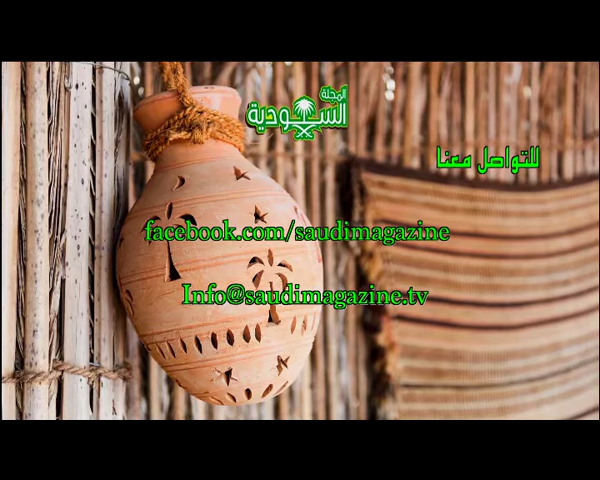 المجلة
السعودية
للتواصل معنا
facebook.com/saudimagazine
Info@saudimagazine.tv